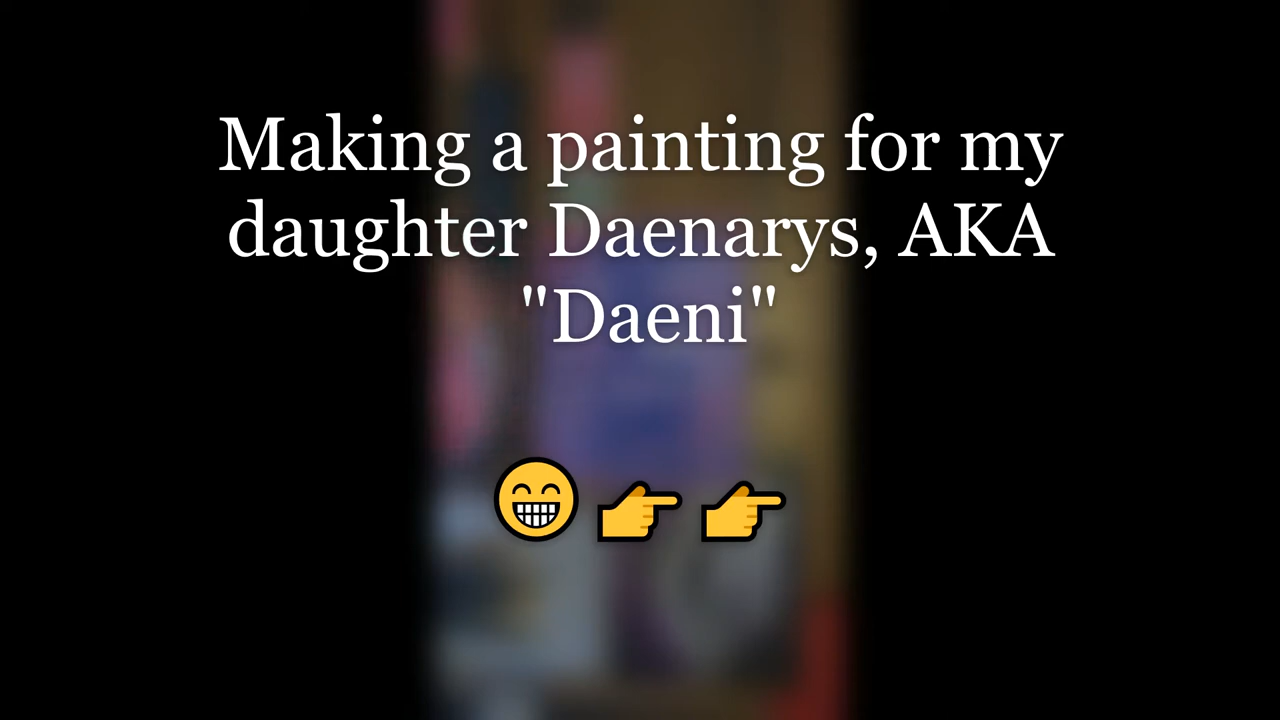 Making a painting for my
daughter Daenarys, AKA
"Daeni"
😁 👉 👉